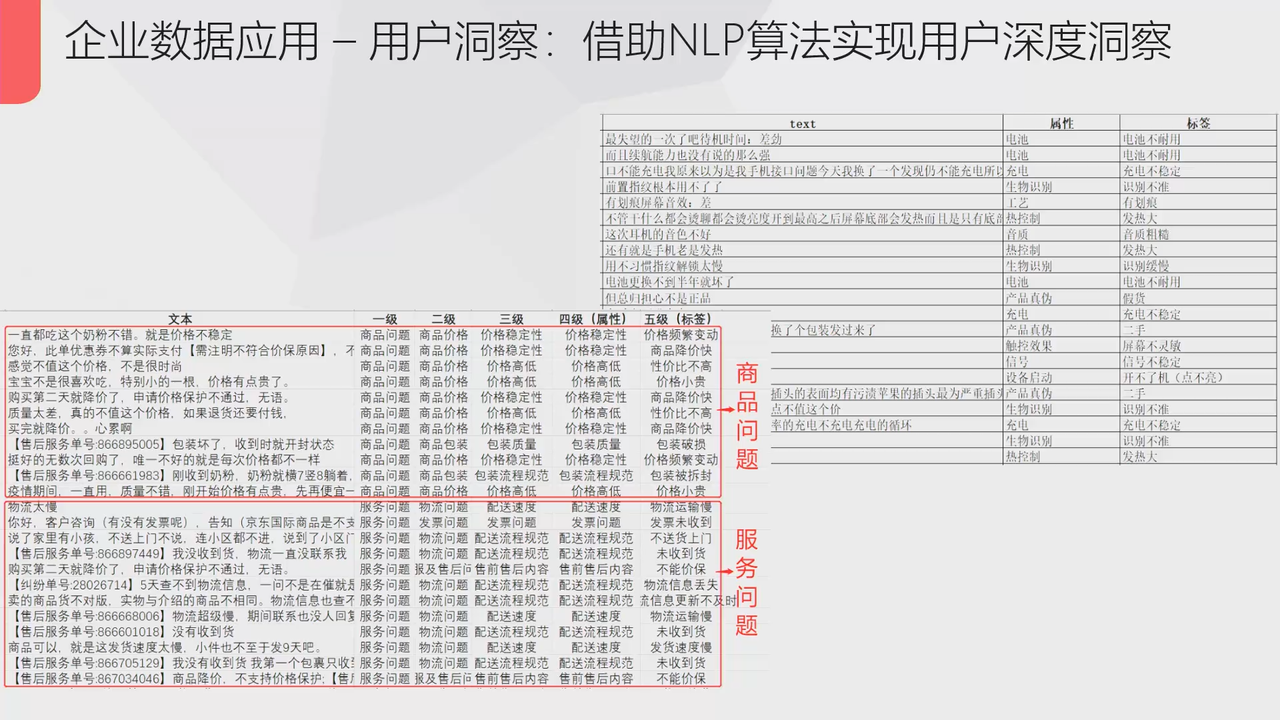 企业数据应用 – 用户洞察：借助NLP算法实现用户深度洞察
text 属性 标签
最失望的一次了吧待机时间：差劲 电池 电池不耐用
而且续航能力也没有说的那么强 电池 电池不耐用
口不能充电我原来以为是我手机接口问题今天我换了一个发现仍不能充电所以 充电 充电不稳定
前置指纹根本用不了了 生物识别 识别不准
有划痕屏幕音效：差 工艺 有划痕
不管干什么都会烫聊都会烫亮度开到最高之后屏幕底部会发热而且是只有底部 热控制 发热大
这次耳机的音色不好 音质 音质粗糙
还有就是手机老是发热 热控制 发热大
用不习惯指纹解锁太慢 生物识别 识别缓慢
电池更换不到半年就坏了 电池 电池不耐用
但总归担心不是正品 产品真伪 假货
充电 充电不稳定
换了个包装发过来了 产品真伪 二手
触控效果 屏幕不灵敏
信号 信号不稳定
设备启动 开不了机（点不亮）
插头的表面均有污渍苹果的插头最为严重插头 产品真伪 二手
点不值这个价 生物识别 识别不准
率的充电不充电充电的循环 充电 充电不稳定
生物识别 识别不准
热控制 发热大
文本 一级 二级 三级 四级（属性） 五级（标签）
一直都吃这个奶粉不错。就是价格不稳定 商品问题 商品价格 价格稳定性 价格稳定性 价格频繁变动
您好，此单优惠券不算实际支付【需注明不符合价保原因】，不 商品问题 商品价格 价格稳定性 价格稳定性 商品降价快
感觉不值这个价格，不是很时尚 商品问题 商品价格 价格高低 价格高低 性价比不高
宝宝不是很喜欢吃，特别小的一根，价格有点贵了。 商品问题 商品价格 价格高低 价格高低 价格小贵
购买第二天就降价了，申请价格保护不通过，无语。 商品问题 商品价格 价格稳定性 价格稳定性 商品降价快
质量太差，真的不值这个价格，如果退货还要付钱， 商品问题 商品价格 价格高低 价格高低 性价比不高
买完就降价。。心累啊 商品问题 商品价格 价格稳定性 价格稳定性 商品降价快
【售后服务单号:866895005】包装坏了，收到时就开封状态 商品问题 商品包装 包装质量 包装质量 包装破损
挺好的无数次回购了，唯一不好的就是每次价格都不一样 商品问题 商品价格 价格稳定性 价格稳定性 价格频繁变动
【售后服务单号:866661983】刚收到奶粉，奶粉就横7竖8躺着， 商品问题 商品包装 包装流程规范 包装流程规范 包装被拆封
疫情期间，一直用，质量不错，刚开始价格有点贵，先再便宜一 商品问题 商品价格 价格高低 价格高低 价格小贵
商品问题
物流太慢 服务问题 物流问题 配送速度 配送速度 物流运输慢
你好，客户咨询（有没有发票呢），告知（京东国际商品是不支 服务问题 发票问题 发票问题 发票问题 发票未收到
说了家里有小孩，不送上门不说，连小区都不进，说到了小区门 服务问题 物流问题 配送流程规范 配送流程规范 不送货上门
【售后服务单号:866897449】我没收到货，物流一直没联系我 服务问题 物流问题 配送流程规范 配送流程规范 未收到货
购买第二天就降价了，申请价格保护不通过，无语。 服务问题 及售后 售前售后内容 售前售后内容 不能价保
【纠纷单号:28026714】5天查不到物流信息，一问不是在催就是 服务问题 物流问题 配送流程规范 配送流程规范 物流信息丢失
卖的商品货不对版，实物与介绍的商品不相同。物流信息也查不 服务问题 物流问题 配送流程规范 配送流程规范 流信息更新不及时
【售后服务单号:866668006】物流超级慢，期间联系也没人回复 服务问题 物流问题 配送速度 配送速度 物流运输慢
【售后服务单号:866601018】没有收到货 服务问题 物流问题 配送流程规范 配送流程规范 未收到货
商品可以，就是这发货速度太慢，小件也不至于发9天吧。 服务问题 物流问题 配送速度 配送速度 发货速度慢
【售后服务单号:866705129】我没有收到货 我第一个包裹只收到 服务问题 物流问题 配送流程规范 配送流程规范 未收到货
【售后服务单号:867034046】商品降价，不支持价格保护;【售后 服务问题 及售后 售前售后内容 售前售后内容 不能价保
服务问题